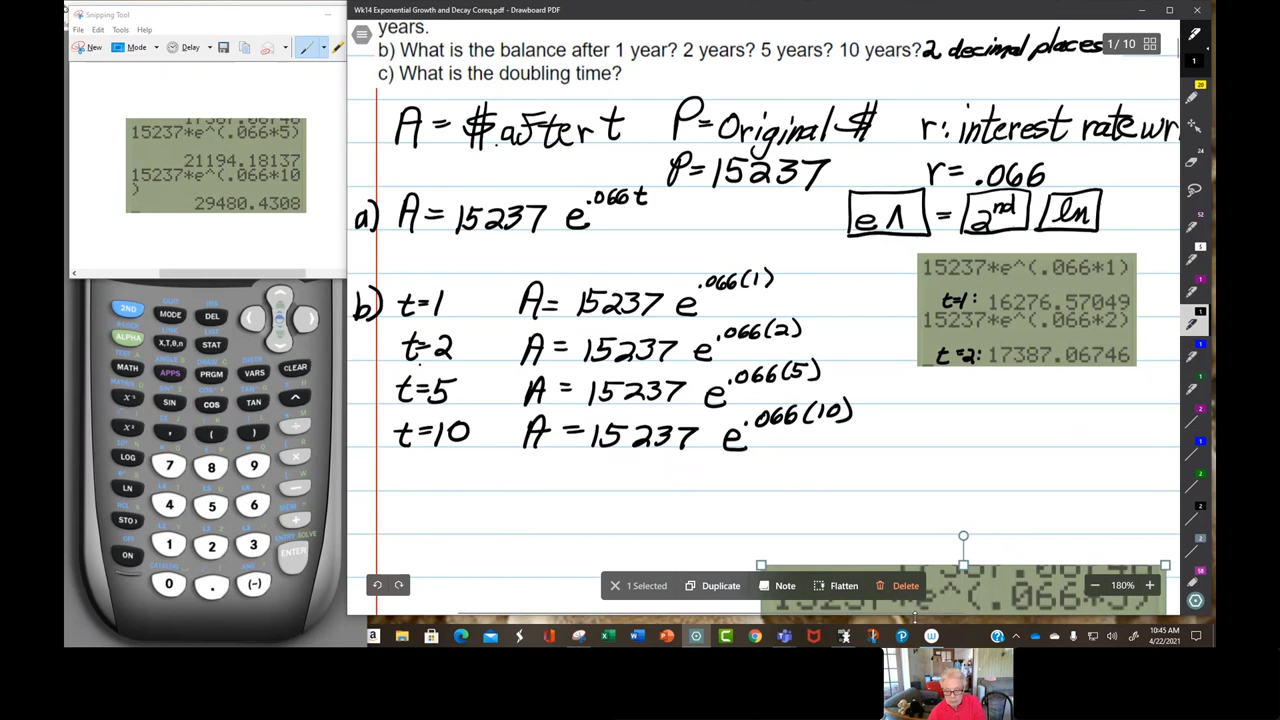 Snipping Tool
File Edit Tools Help
New Mode Delay
15237*e^(.066*5)
21194.18137
15237*e^(.066*10
)
29480.4308
Wk14 Exponential Growth and Decay Coreq.pdf - Drawboard PDF
1/10
years.
b) What is the balance after 1 year? 2 years? 5 years? 10 years? 2 decimal places
c) What is the doubling time?
A = $ after t P = Original $ r: interest rate wr
P = 15237 r = .066
e^ = 2nd ln
a) A = 15237 e^.066t
b) t=1 A = 15237 e^.066(1)
t=2 A = 15237 e^.066(2)
t=5 A = 15237 e^.066(5)
t=10 A = 15237 e^.066(10)
15237*e^(.066*1)
t=1: 16276.57049
15237*e^(.066*2)
t=2: 17387.06746
1 Selected Duplicate Note Flatten Delete
180%
QUIT INS
2ND MODE DEL
ALPHA X,T,θ,n STAT
MATH APPS PRGM VARS CLEAR
x⁻¹ SIN COS TAN ^
x² , ( ) ÷
LOG 7 8 9 ×
LN 4 5 6 −
STO› 1 2 3 +
ON 0 . (-) ENTER
10:45 AM
4/22/2021